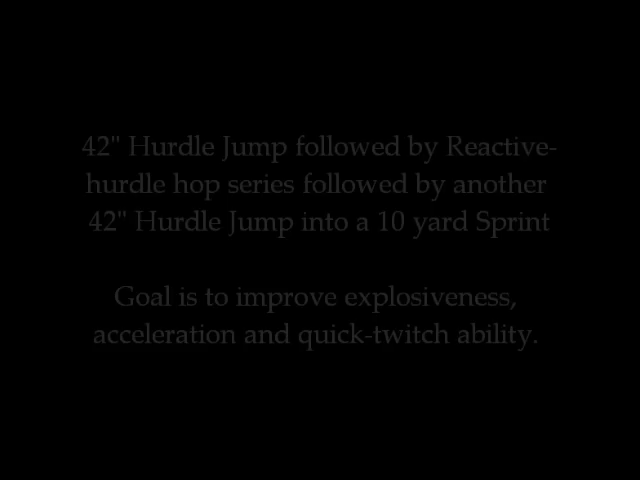 42" Hurdle Jump followed by Reactive-
hurdle hop series followed by another
42" Hurdle Jump into a 10 yard Sprint
Goal is to improve explosiveness,
acceleration and quick-twitch ability.